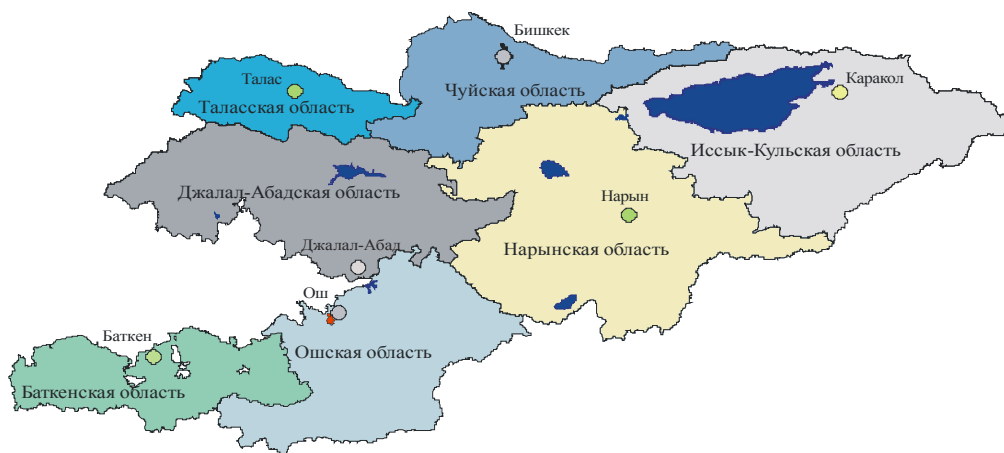 Бишкек
Талас
Каракол
Чуйская область
Таласская область
Иссык-Кульская область
Джалал-Абадская область
Нарын
Джалал-Абад
Нарынская область
Ош
Баткен
Ошская область
Баткенская область